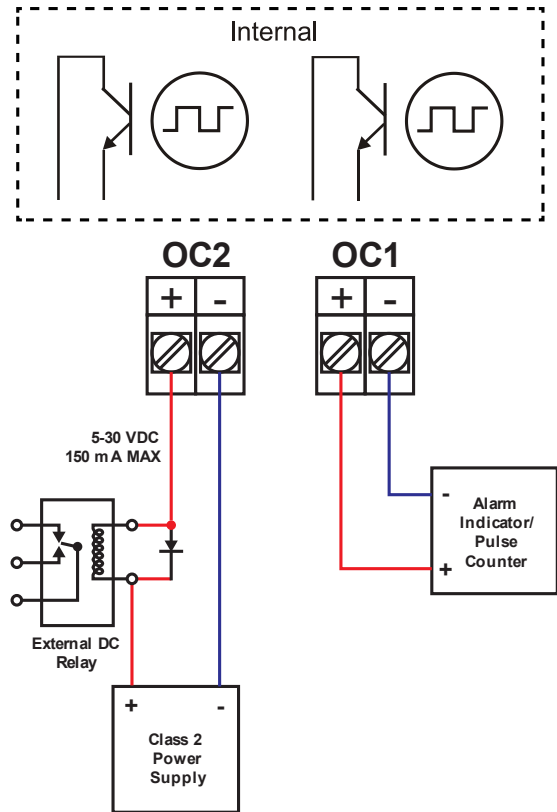 Internal
OC2
OC1
+ -
+ -
5-30 VDC
150 mA MAX
-
Alarm
Indicator/
Pulse
Counter
+
External DC
Relay
+ -
Class 2
Power
Supply